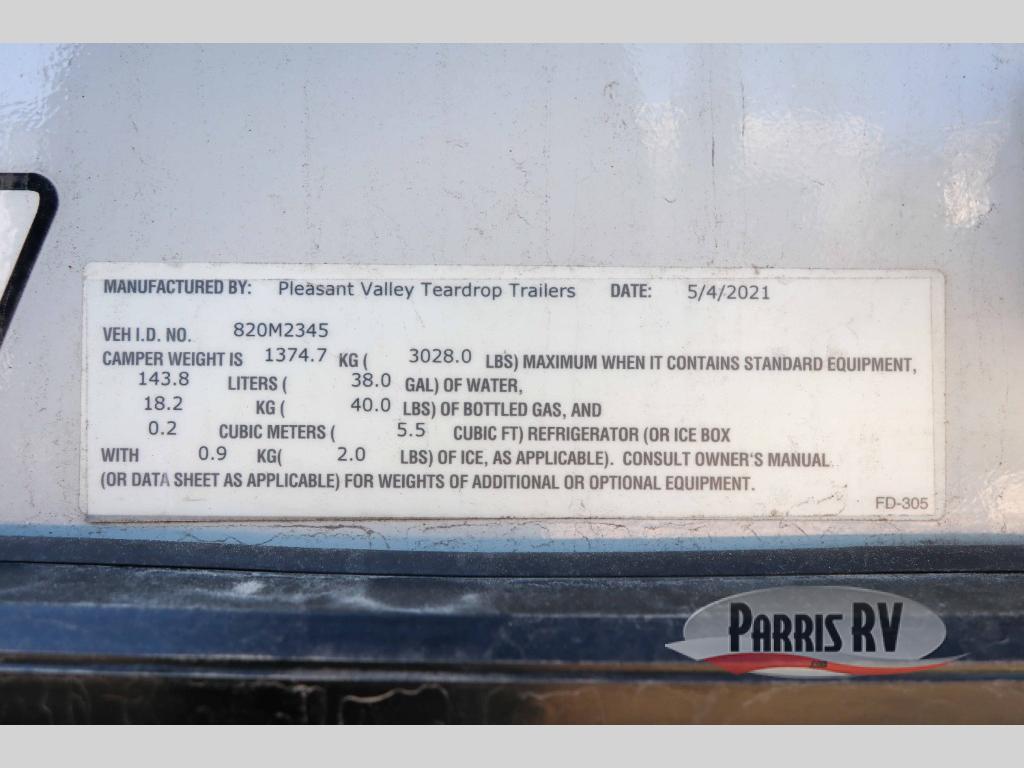 MANUFACTURED BY: Pleasant Valley Teardrop Trailers DATE: 5/4/2021
VEH I.D. NO. 820M2345
CAMPER WEIGHT IS 1374.7 KG ( 3028.0 LBS) MAXIMUM WHEN IT CONTAINS STANDARD EQUIPMENT,
143.8 LITERS ( 38.0 GAL) OF WATER,
18.2 KG ( 40.0 LBS) OF BOTTLED GAS, AND
0.2 CUBIC METERS ( 5.5 CUBIC FT) REFRIGERATOR (OR ICE BOX
WITH 0.9 KG( 2.0 LBS) OF ICE, AS APPLICABLE). CONSULT OWNER'S MANUAL
(OR DATA SHEET AS APPLICABLE) FOR WEIGHTS OF ADDITIONAL OR OPTIONAL EQUIPMENT.
FD-305
PARRIS RV
.com